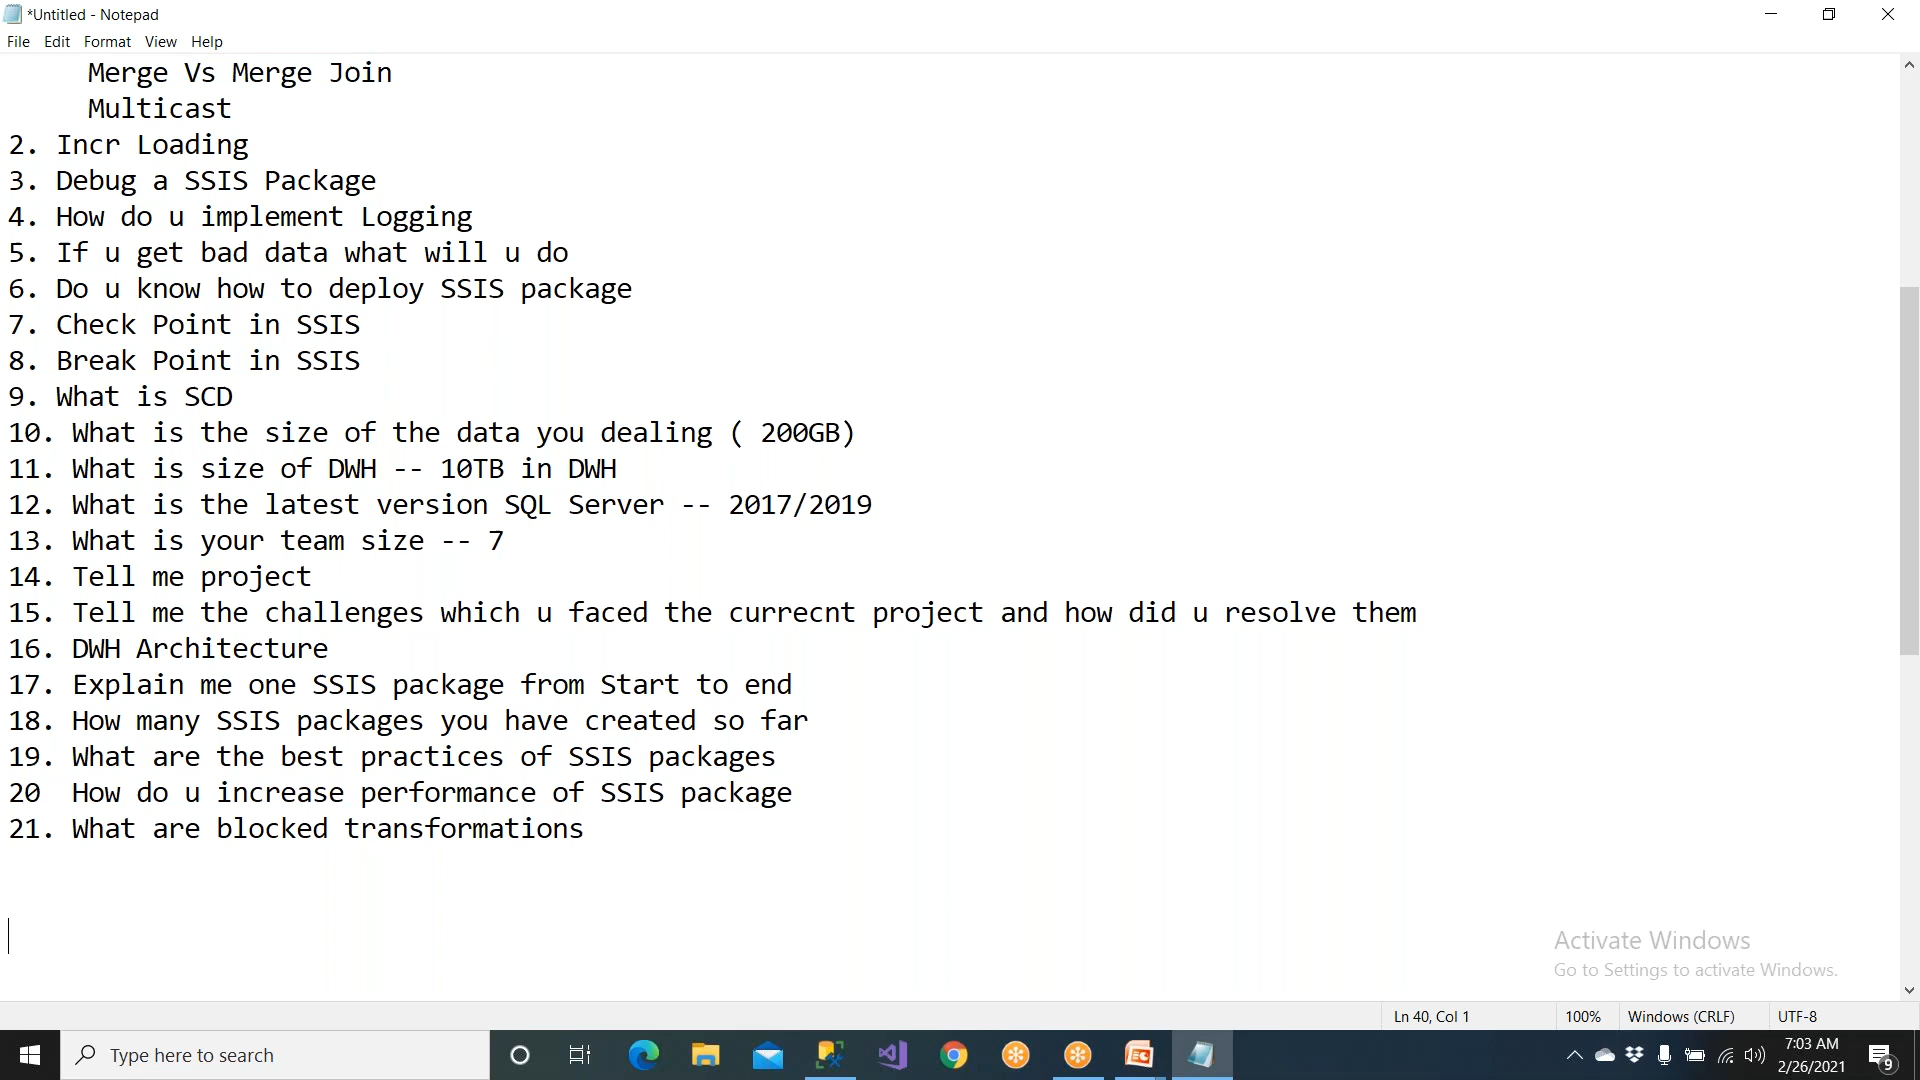 *Untitled - Notepad
File Edit Format View Help
Merge Vs Merge Join
Multicast
2. Incr Loading
3. Debug a SSIS Package
4. How do u implement Logging
5. If u get bad data what will u do
6. Do u know how to deploy SSIS package
7. Check Point in SSIS
8. Break Point in SSIS
9. What is SCD
10. What is the size of the data you dealing ( 200GB)
11. What is size of DWH -- 10TB in DWH
12. What is the latest version SQL Server -- 2017/2019
13. What is your team size -- 7
14. Tell me project
15. Tell me the challenges which u faced the currecnt project and how did u resolve them
16. DWH Architecture
17. Explain me one SSIS package from Start to end
18. How many SSIS packages you have created so far
19. What are the best practices of SSIS packages
20  How do u increase performance of SSIS package
21. What are blocked transformations
Activate Windows
Go to Settings to activate Windows.
Ln 40, Col 1 100% Windows (CRLF) UTF-8
Type here to search
7:03 AM
2/26/2021
9